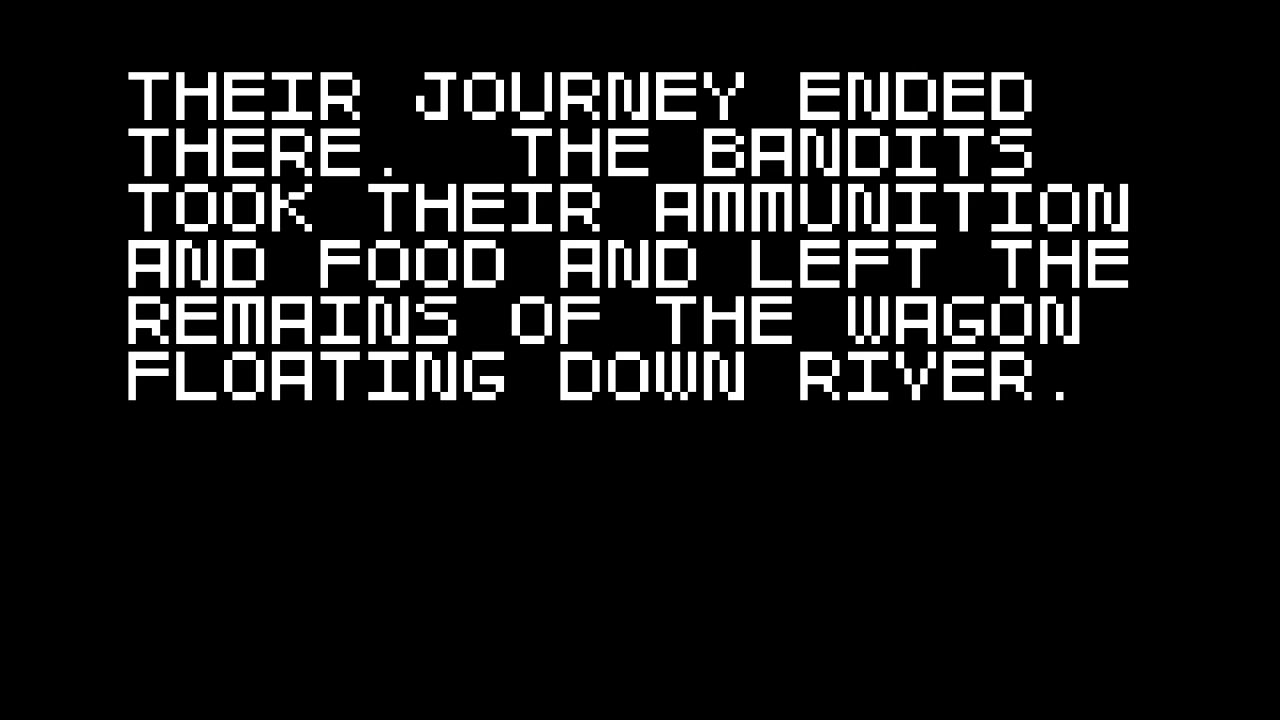 THEIR JOURNEY ENDED
THERE.  THE BANDITS
TOOK THEIR AMMUNITION
AND FOOD AND LEFT THE
REMAINS OF THE WAGON
FLOATING DOWN RIVER.